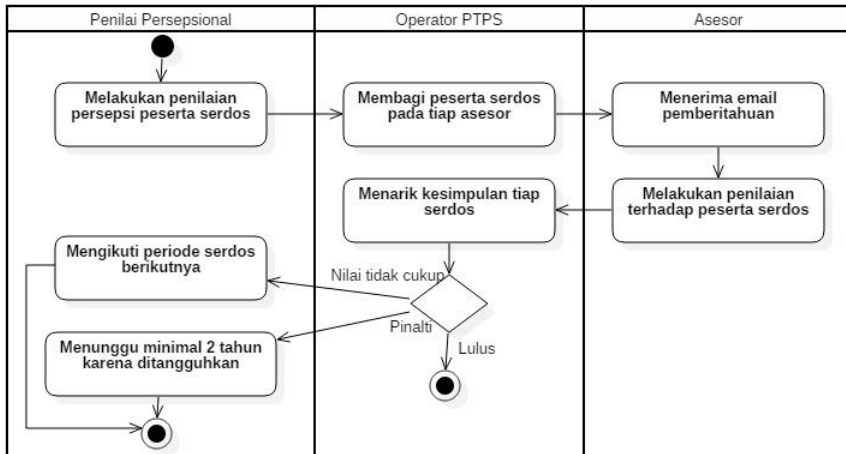 Penilai Persepsional
Operator PTPS
Asesor
Melakukan penilaian
persepsi peserta serdos
Membagi peserta serdos
pada tiap asesor
Menerima email
pemberitahuan
Menarik kesimpulan tiap
serdos
Melakukan penilaian
terhadap peserta serdos
Mengikuti periode serdos
berikutnya
Nilai tidak cukup
Pinalti
Menunggu minimal 2 tahun
karena ditangguhkan
Lulus